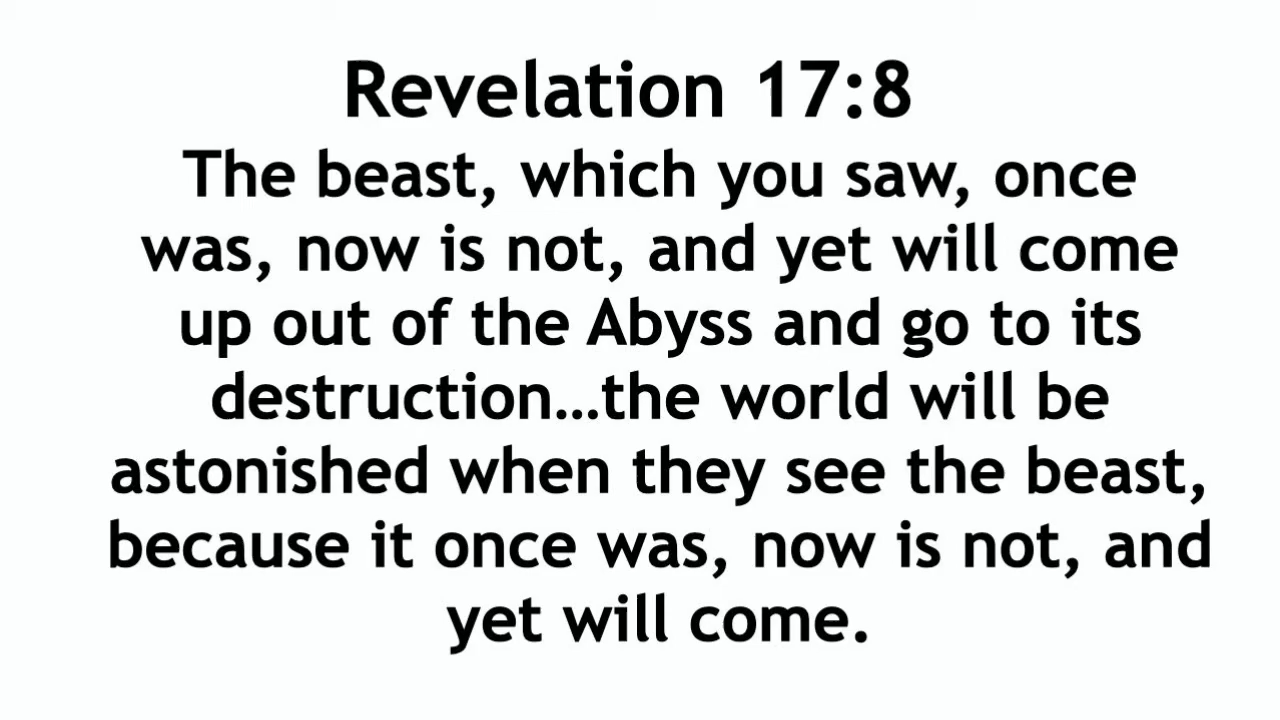 Revelation 17:8
The beast, which you saw, once
was, now is not, and yet will come
up out of the Abyss and go to its
destruction...the world will be
astonished when they see the beast,
because it once was, now is not, and
yet will come.